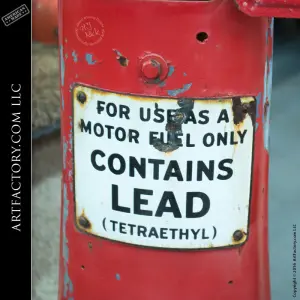 FOR USE AS A
MOTOR FUEL ONLY
CONTAINS
LEAD
(TETRAETHYL)
ARTFACTORY.COM LLC